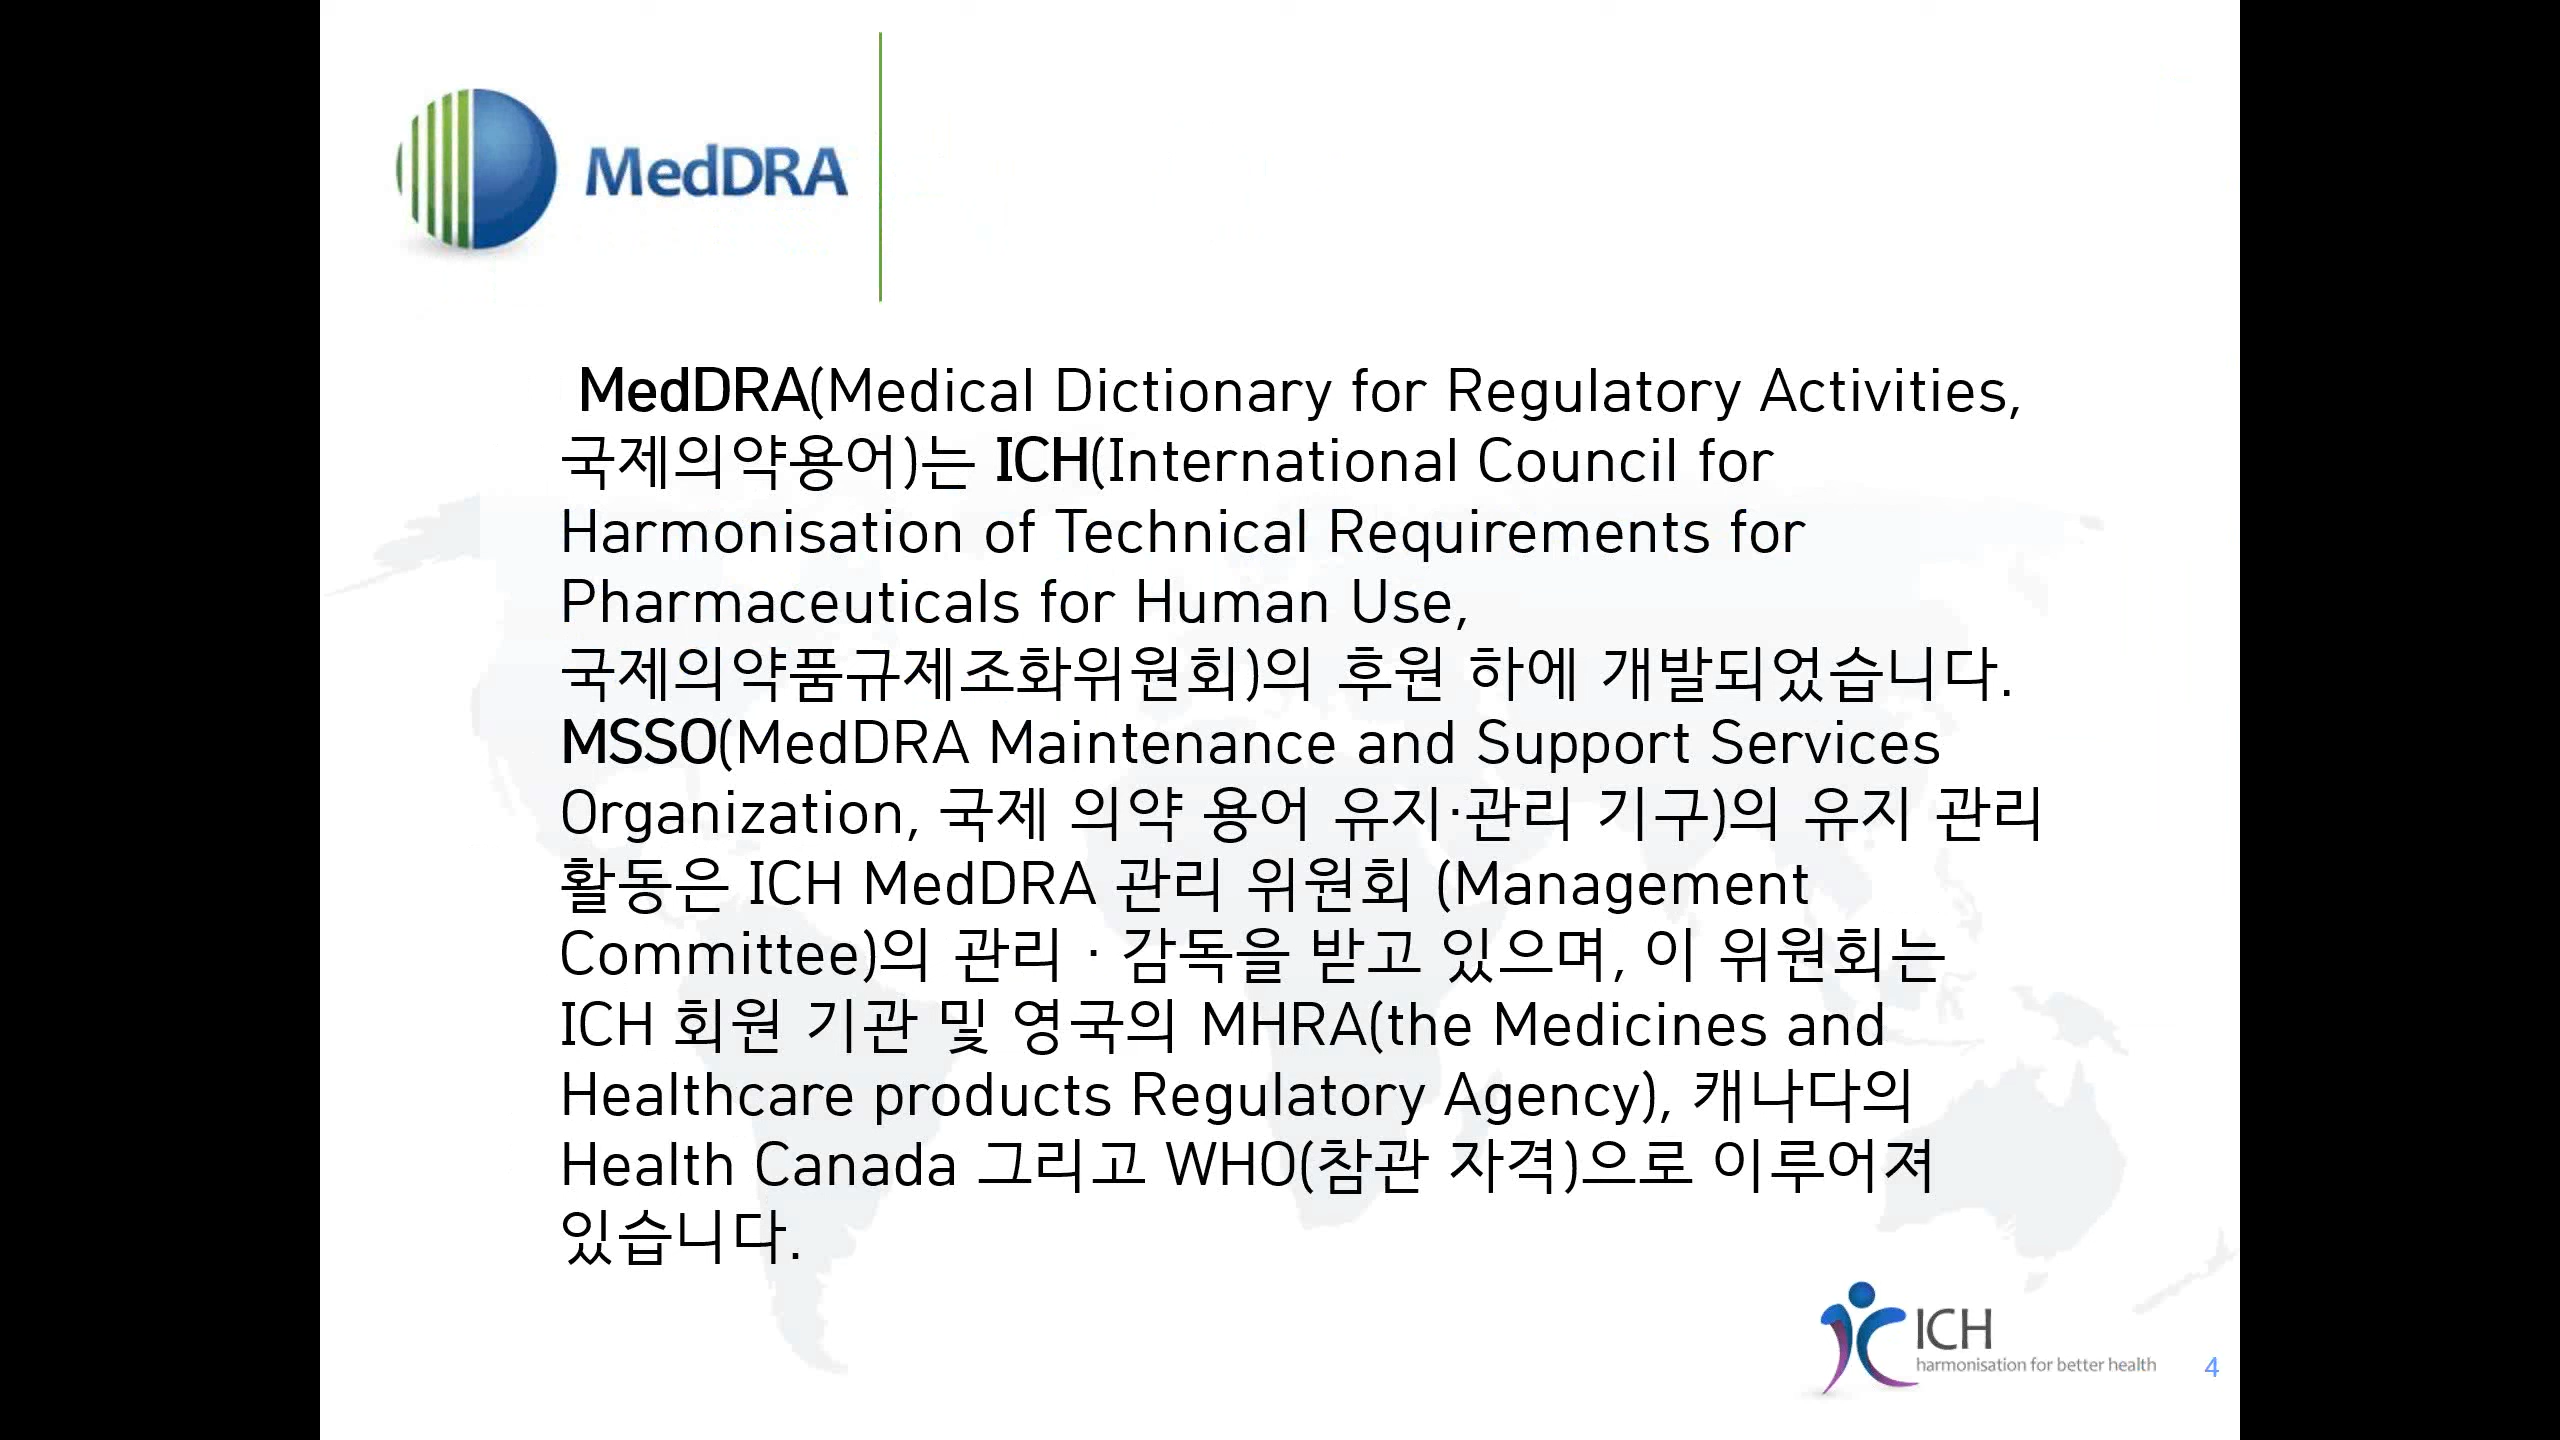 MedDRA
MedDRA(Medical Dictionary for Regulatory Activities,
국제의약용어)는 ICH(International Council for
Harmonisation of Technical Requirements for
Pharmaceuticals for Human Use,
국제의약품규제조화위원회)의 후원 하에 개발되었습니다.
MSSO(MedDRA Maintenance and Support Services
Organization, 국제 의약 용어 유지·관리 기구)의 유지 관리
활동은 ICH MedDRA 관리 위원회 (Management
Committee)의 관리 · 감독을 받고 있으며, 이 위원회는
ICH 회원 기관 및 영국의 MHRA(the Medicines and
Healthcare products Regulatory Agency), 캐나다의
Health Canada 그리고 WHO(참관 자격)으로 이루어져
있습니다.
ICH
harmonisation for better health
4